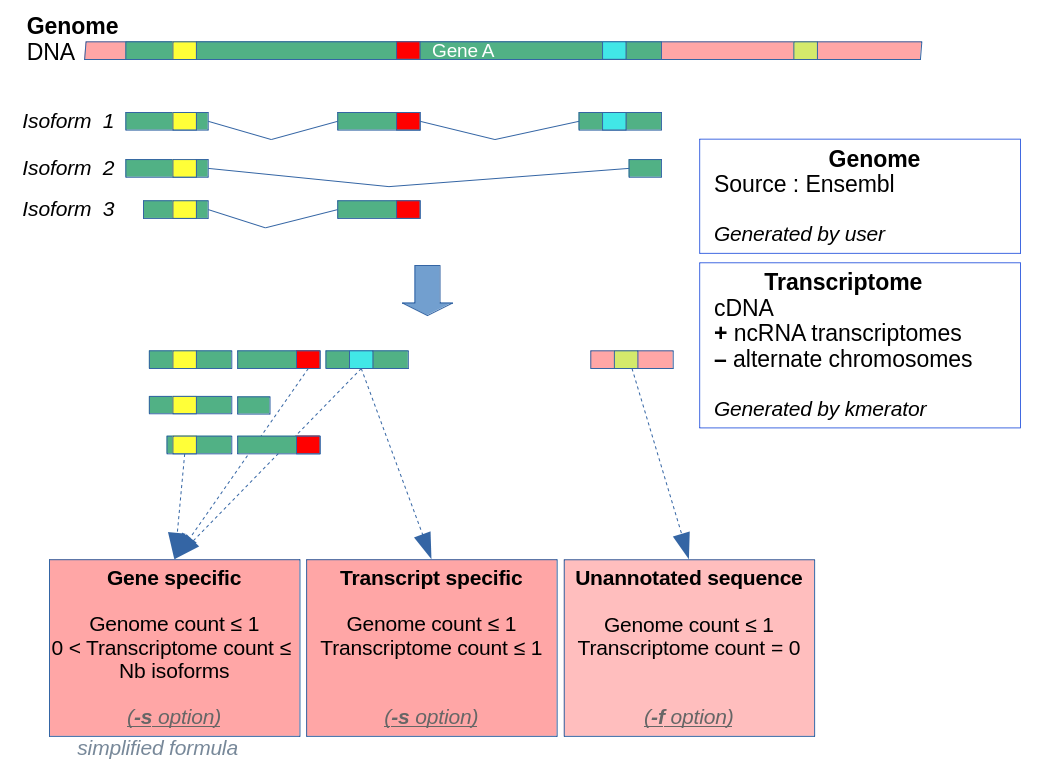 Genome
DNA
Gene A
Isoform 1
Isoform 2
Isoform 3
Genome
Source : Ensembl
Generated by user
Transcriptome
cDNA
+ ncRNA transcriptomes
– alternate chromosomes
Generated by kmerator
Gene specific
Genome count ≤ 1
0 < Transcriptome count ≤
Nb isoforms
(-s option)
simplified formula
Transcript specific
Genome count ≤ 1
Transcriptome count ≤ 1
(-s option)
Unannotated sequence
Genome count ≤ 1
Transcriptome count = 0
(-f option)